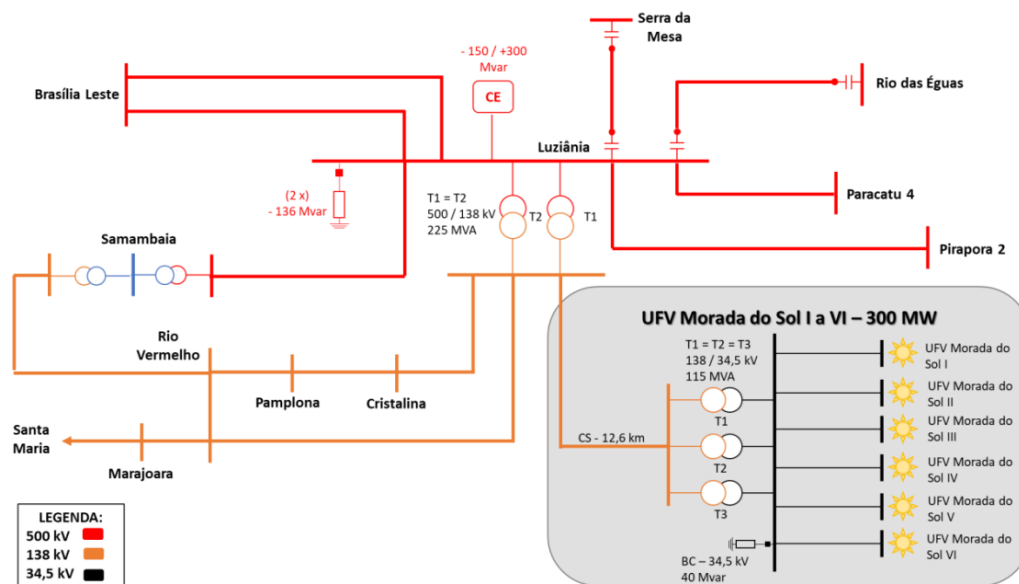 Serra da
Mesa
- 150 / +300
Mvar
CE
Brasília Leste
Rio das Éguas
Luziânia
(2 x)
- 136 Mvar
T1 = T2
500 / 138 kV
225 MVA
T2
T1
Paracatu 4
Samambaia
Pirapora 2
UFV Morada do Sol I a VI – 300 MW
Rio
Vermelho
Pamplona
Cristalina
Santa
Maria
Marajoara
CS - 12,6 km
T1 = T2 = T3
138 / 34,5 kV
115 MVA
T1
T2
T3
BC – 34,5 kV
40 Mvar
UFV Morada do
Sol I
UFV Morada do
Sol II
UFV Morada do
Sol III
UFV Morada do
Sol IV
UFV Morada do
Sol V
UFV Morada do
Sol VI
LEGENDA:
500 kV
138 kV
34,5 kV